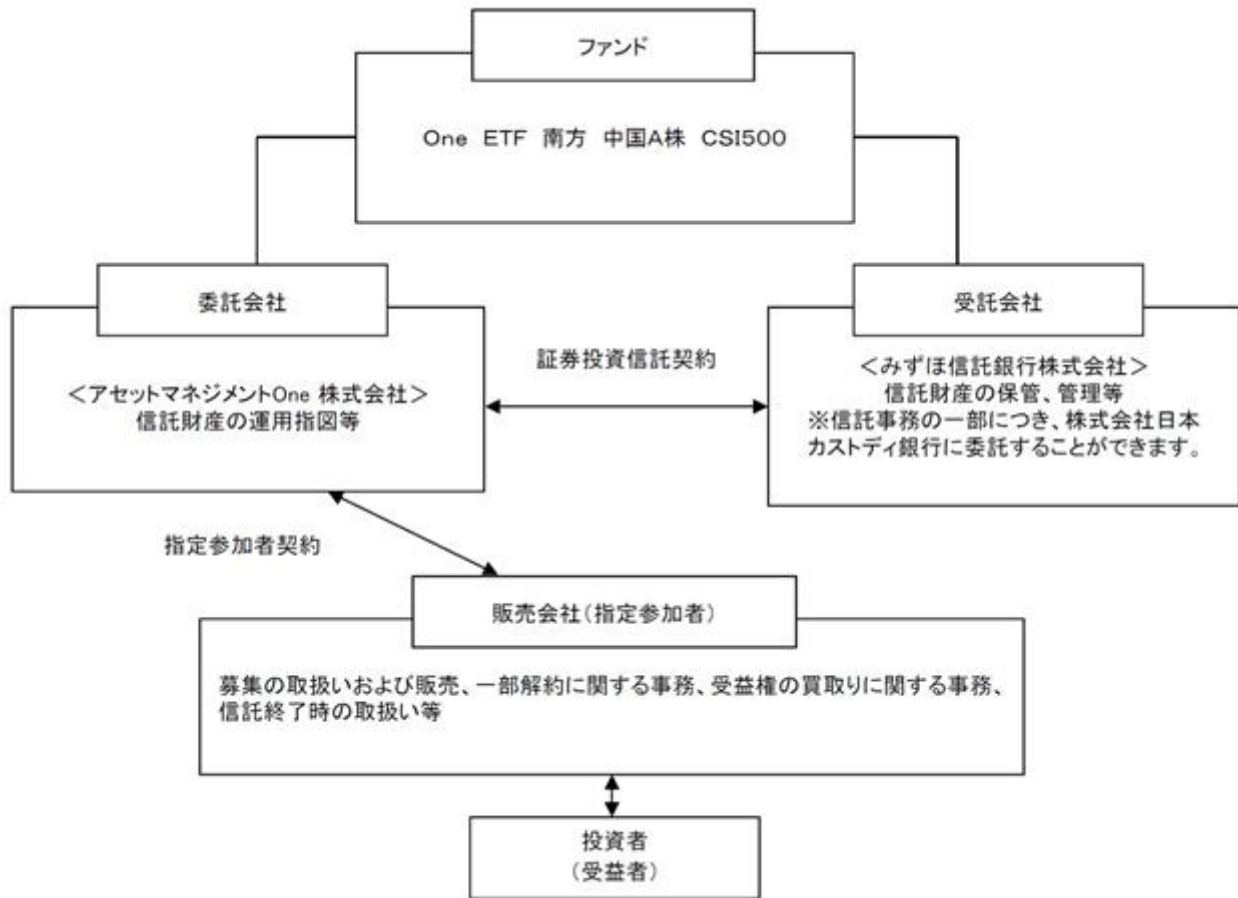 ファンド
One ETF 南方 中国A株 CSI500
委託会社
受託会社
<アセットマネジメントOne 株式会社>
信託財産の運用指図等
証券投資信託契約
<みずほ信託銀行株式会社>
信託財産の保管、管理等
※信託事務の一部につき、株式会社日本
カストディ銀行に委託することができます。
指定参加者契約
販売会社(指定参加者)
募集の取扱いおよび販売、一部解約に関する事務、受益権の買取りに関する事務、
信託終了時の取扱い等
投資者
(受益者)